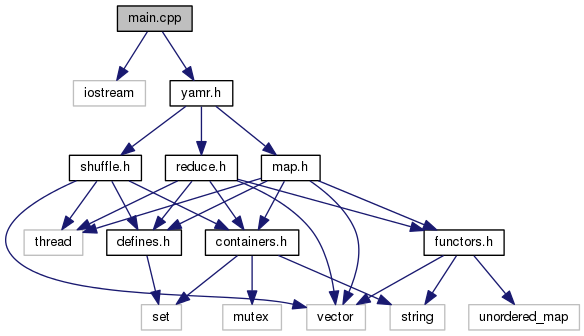 main.cpp
iostream
yamr.h
shuffle.h
reduce.h
map.h
thread
defines.h
containers.h
functors.h
set
mutex
vector
string
unordered_map